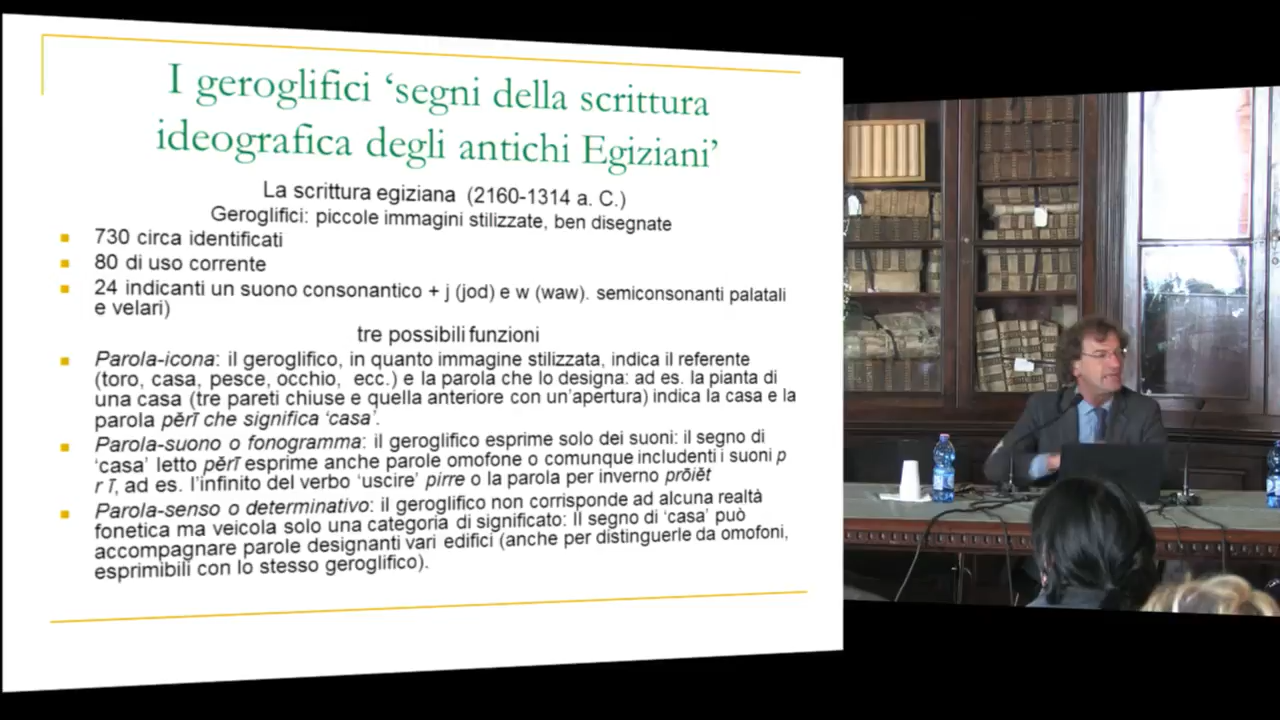 I geroglifici ‘segni della scrittura
ideografica degli antichi Egiziani’
La scrittura egiziana (2160-1314 a. C.)
Geroglifici: piccole immagini stilizzate, ben disegnate
730 circa identificati
80 di uso corrente
24 indicanti un suono consonantico + j (jod) e w (waw). semiconsonanti palatali
e velari)
tre possibili funzioni
Parola-icona: il geroglifico, in quanto immagine stilizzata, indica il referente
(toro, casa, pesce, occhio, ecc.) e la parola che lo designa: ad es. la pianta di
una casa (tre pareti chiuse e quella anteriore con un’apertura) indica la casa e la
parola pĕrī che significa ‘casa’.
Parola-suono o fonogramma: il geroglifico esprime solo dei suoni: il segno di
‘casa’ letto pĕrī esprime anche parole omofone o comunque includenti i suoni p
r ī, ad es. l’infinito del verbo ‘uscire’ pirre o la parola per inverno prōiĕt
Parola-senso o determinativo: il geroglifico non corrisponde ad alcuna realtà
fonetica ma veicola solo una categoria di significato: Il segno di ‘casa’ può
accompagnare parole designanti vari edifici (anche per distinguerle da omofoni,
esprimibili con lo stesso geroglifico).